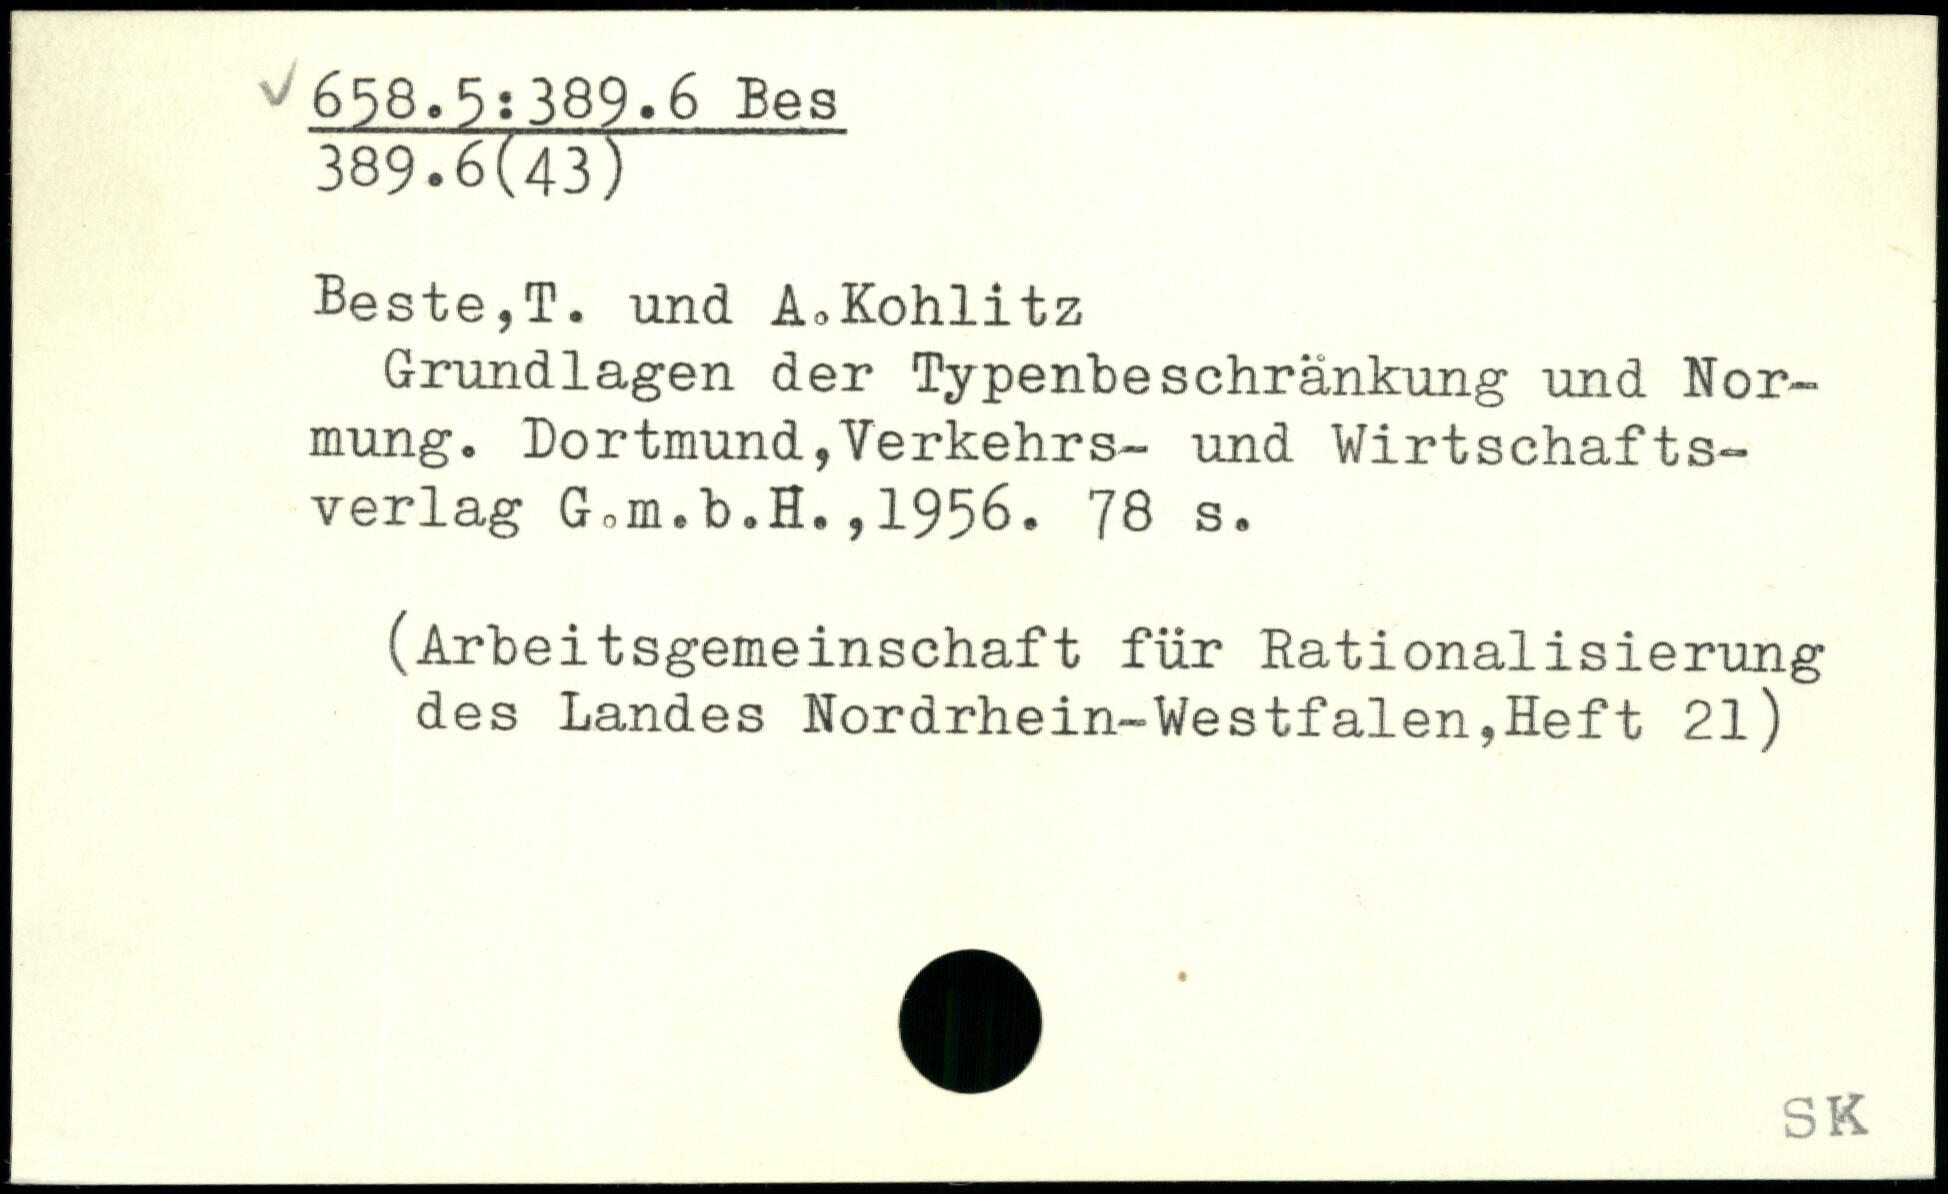 658.5:389.6 Bes
389.6(43)
Beste,T. und A.Kohlitz
Grundlagen der Typenbeschränkung und Nor-
mung. Dortmund,Verkehrs- und Wirtschafts-
verlag G.m.b.H.,1956. 78 s.
(Arbeitsgemeinschaft für Rationalisierung
des Landes Nordrhein-Westfalen,Heft 21)
SK